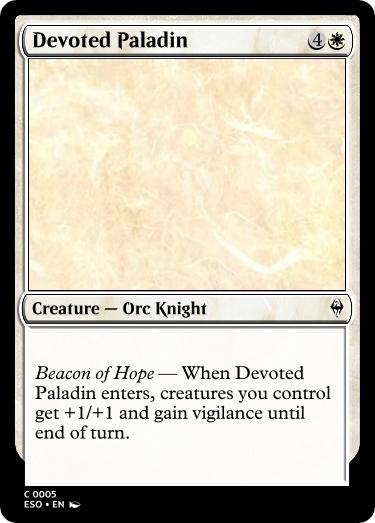 Devoted Paladin 4
Creature — Orc Knight
Beacon of Hope — When Devoted
Paladin enters, creatures you control
get +1/+1 and gain vigilance until
end of turn.
C 0005
ESO • EN